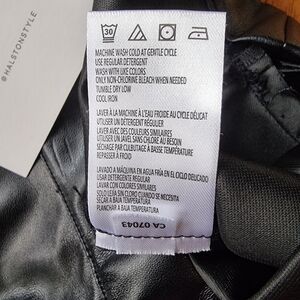 @HALSTONSTYLE
30
MACHINE WASH COLD AT GENTLE CYCLE
USE REGULAR DETERGENT
WASH WITH LIKE COLORS
ONLY NON-CHLORINE BLEACH WHEN NEEDED
TUMBLE DRY LOW
COOL IRON
LAVER À LA MACHINE À L'EAU FROIDE AU CYCLE DÉLICAT
UTILISER UN DÉTERGENT RÉGULIER
LAVER AVEC DES COULEURS SIMILAIRES
UTILISER UN JAVEL SANS CHLORE AU BESOIN
SÉCHAGE PAR CULBUTAGE À BASSE TEMPÉRATURE
REPASSER À FROID
LAVADO A MÁQUINA EN AGUA FRÍA EN EL CICLO DELICADO
USAR DETERGENTE REGULAR
LAVAR CON COLORES SIMILARES
SOLO LEJÍA SIN CLORO CUANDO SE NECESITA
SECAR A BAJA TEMPERATURA
PLANCHAR A BAJA TEMPERATURA
CA 07043